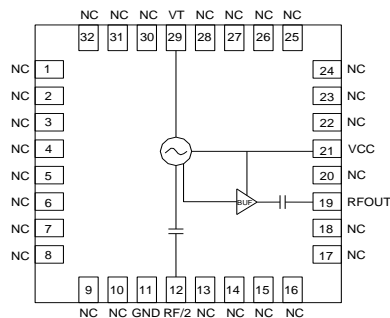 NC NC NC VT NC NC NC NC
32 31 30 29 28 27 26 25
NC 1 24 NC
NC 2 23 NC
NC 3 22 NC
NC 4 21 VCC
NC 5 20 NC
NC 6 BUF 19 RFOUT
NC 7 18 NC
NC 8 17 NC
9 10 11 12 13 14 15 16
NC NC GND RF/2 NC NC NC NC